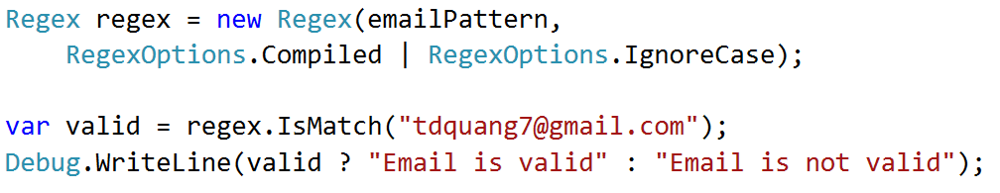 Regex regex = new Regex(emailPattern,
    RegexOptions.Compiled | RegexOptions.IgnoreCase);
var valid = regex.IsMatch("tdquang7@gmail.com");
Debug.WriteLine(valid ? "Email is valid" : "Email is not valid");